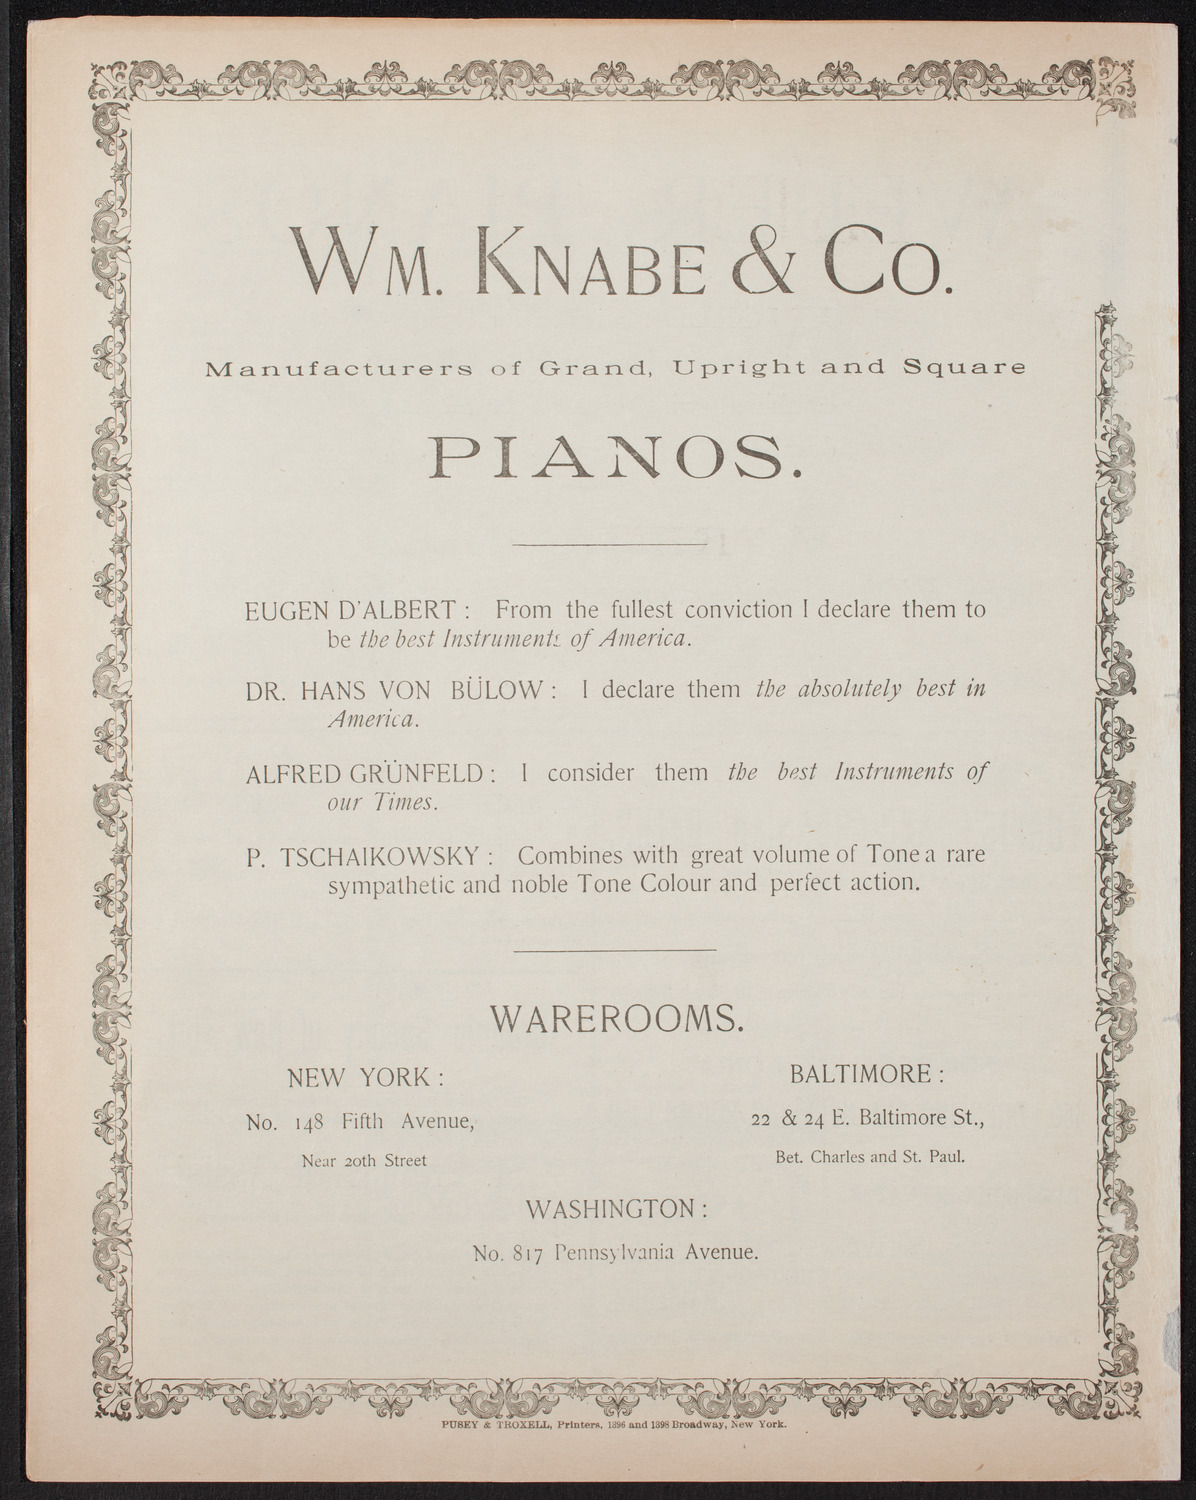 WM. KNABE & CO.
Manufacturers of Grand, Upright and Square
PIANOS.
EUGEN D'ALBERT : From the fullest conviction I declare them to
be the best Instruments of America.
DR. HANS VON BÜLOW : I declare them the absolutely best in
America.
ALFRED GRÜNFELD : I consider them the best Instruments of
our Times.
P. TSCHAIKOWSKY : Combines with great volume of Tone a rare
sympathetic and noble Tone Colour and perfect action.
WAREROOMS.
NEW YORK :
No. 148 Fifth Avenue,
Near 20th Street
BALTIMORE :
22 & 24 E. Baltimore St.,
Bet. Charles and St. Paul.
WASHINGTON :
No. 817 Pennsylvania Avenue.
PUSEY & TROXELL, Printers, 1396 and 1398 Broadway, New York.